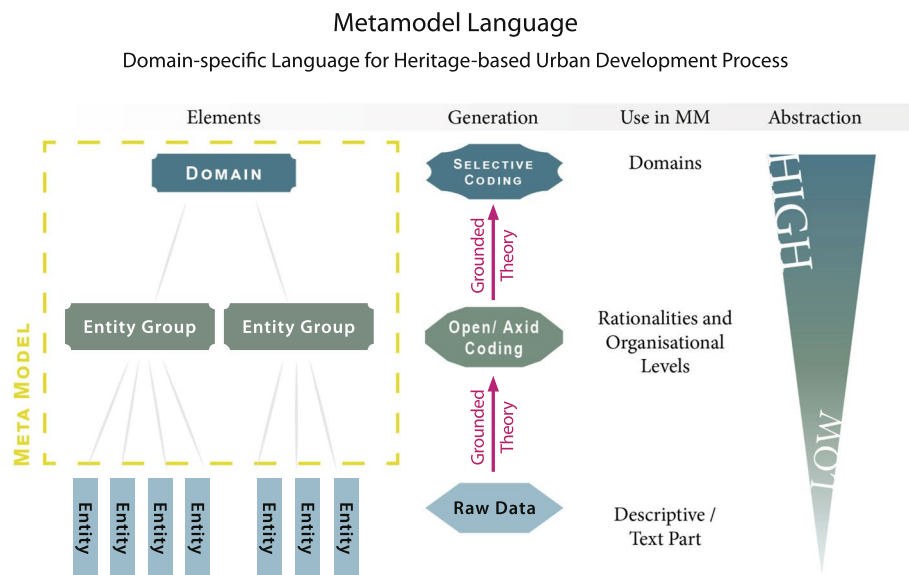 Metamodel Language
Domain-specific Language for Heritage-based Urban Development Process
Elements
Generation
Use in MM
Abstraction
META MODEL
DOMAIN
SELECTIVE
CODING
Domains
HIGH
Grounded
Theory
Entity Group
Entity Group
Open/ Axid
Coding
Rationalities and
Organisational
Levels
LOW
Grounded
Theory
Entity
Entity
Entity
Entity
Entity
Entity
Entity
Raw Data
Descriptive /
Text Part